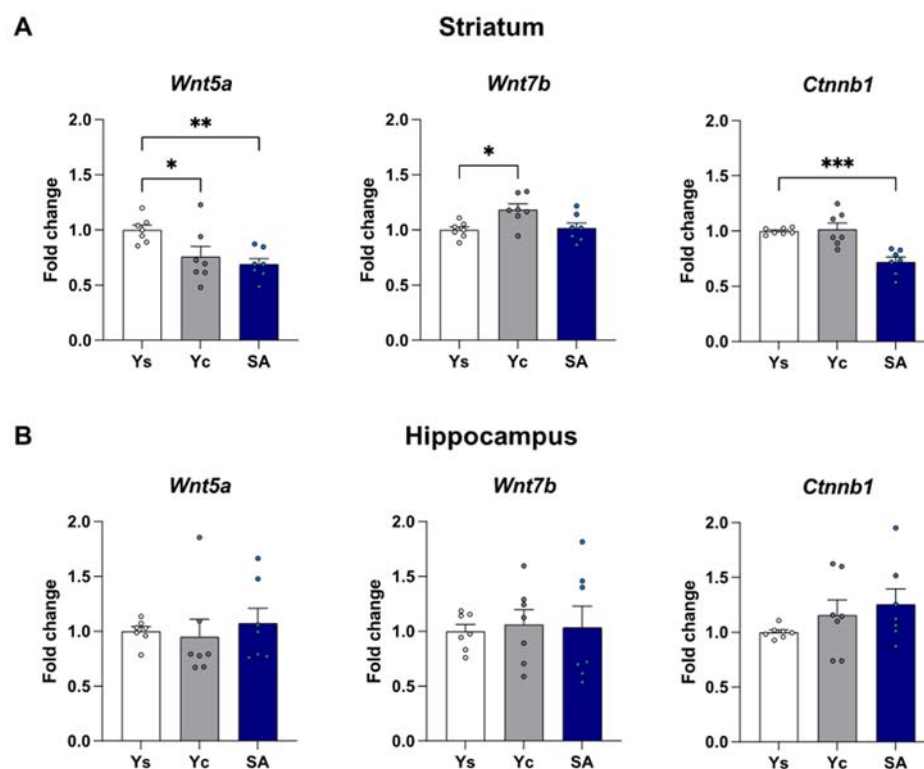 A
Striatum
Wnt5a
Wnt7b
Ctnnb1
Fold change
2.0
1.5
1.0
0.5
0.0
**
*
Ys
Yc
SA
Fold change
2.0
1.5
1.0
0.5
0.0
*
Ys
Yc
SA
Fold change
2.0
1.5
1.0
0.5
0.0
***
Ys
Yc
SA
B
Hippocampus
Wnt5a
Wnt7b
Ctnnb1
Fold change
2.0
1.5
1.0
0.5
0.0
Ys
Yc
SA
Fold change
2.0
1.5
1.0
0.5
0.0
Ys
Yc
SA
Fold change
2.0
1.5
1.0
0.5
0.0
Ys
Yc
SA